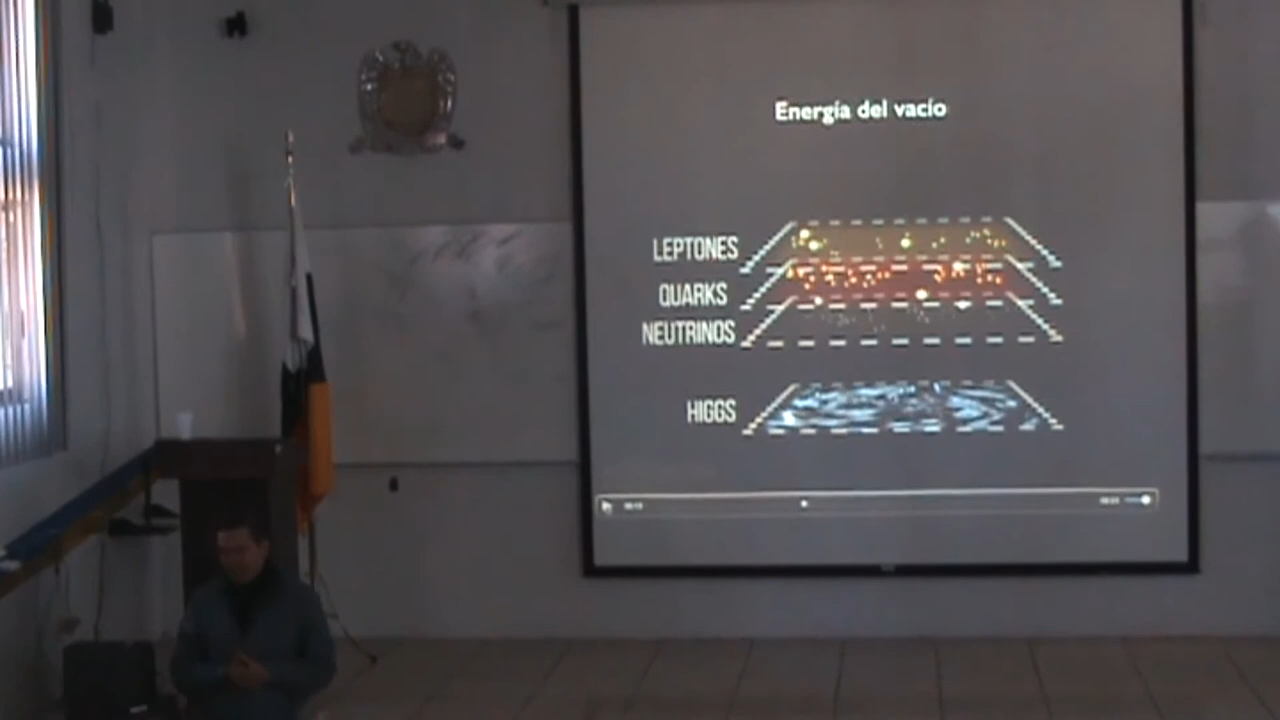 Energía del vacío
LEPTONES
QUARKS
NEUTRINOS
HIGGS